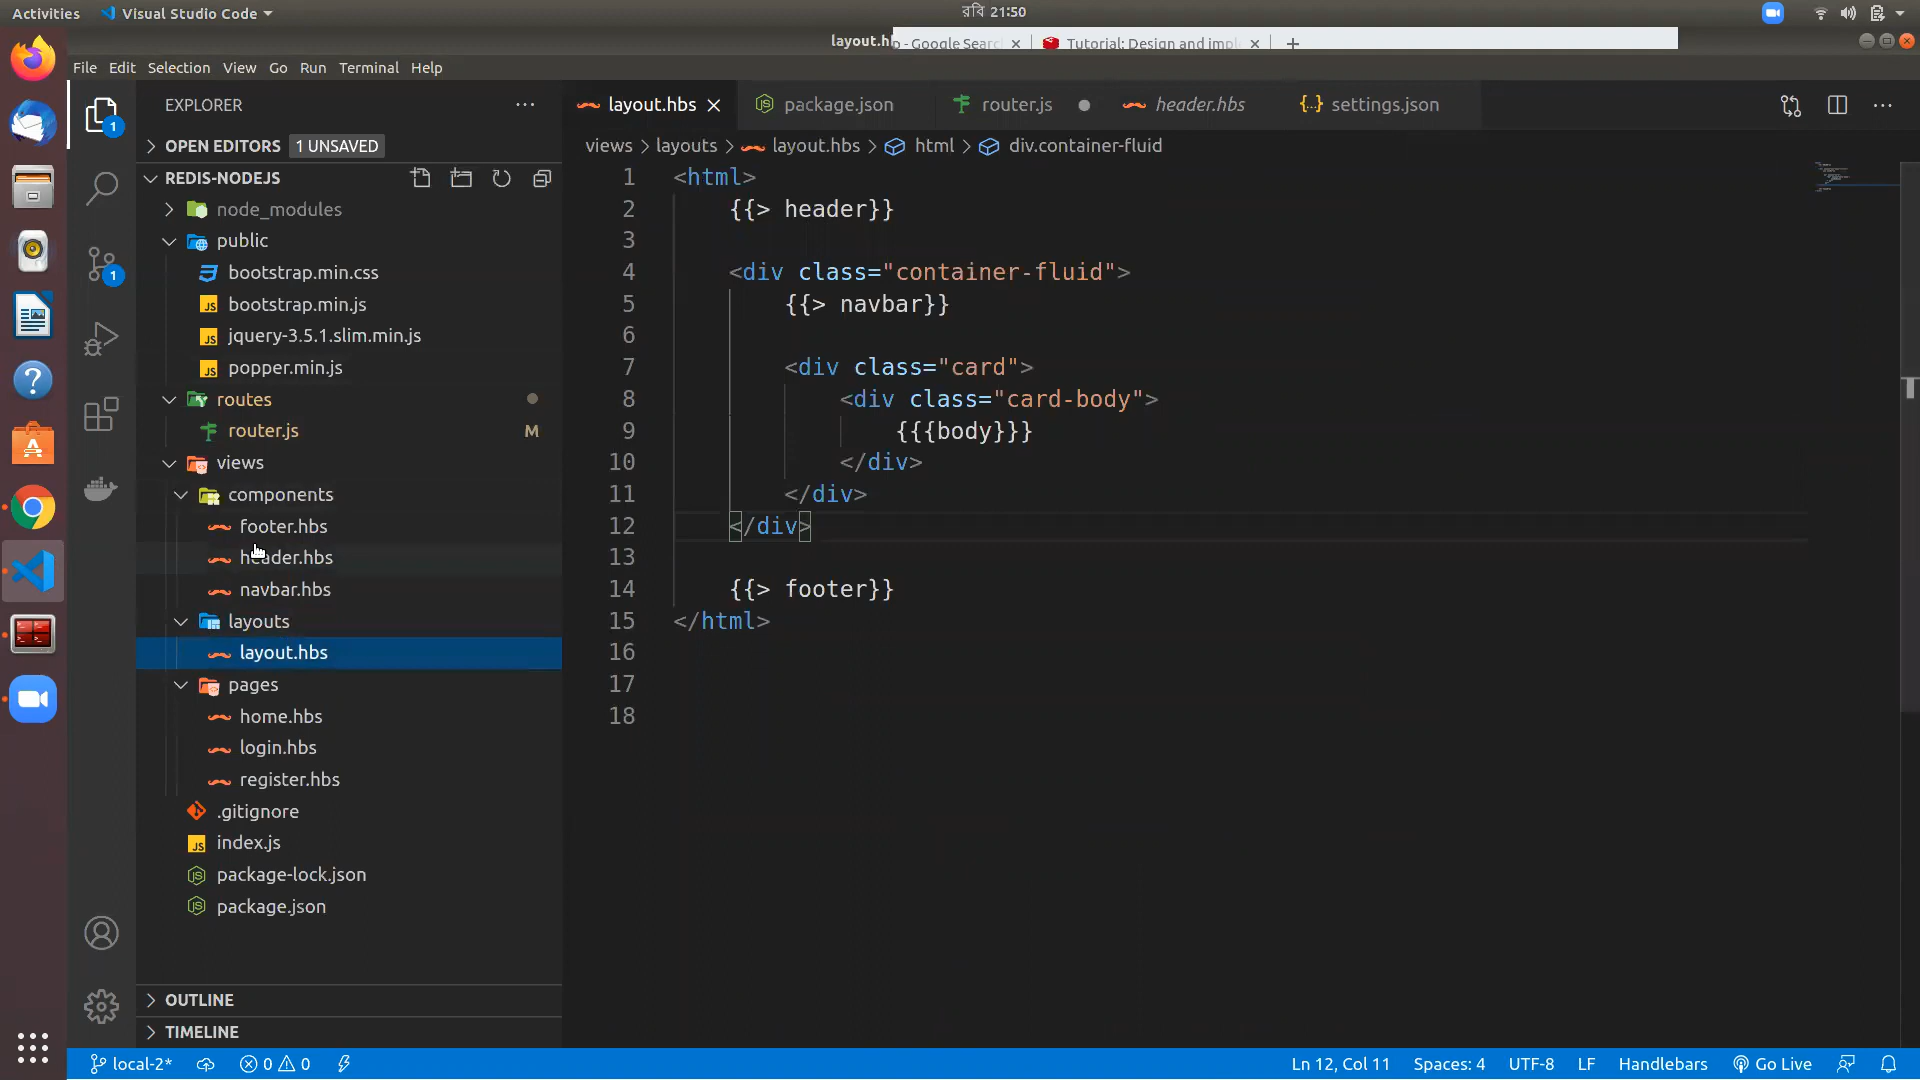 Activities
Visual Studio Code
রবি 21:50
layout.h
- Google Searc
Tutorial: Design and impl
File Edit Selection View Go Run Terminal Help
EXPLORER
OPEN EDITORS 1 UNSAVED
REDIS-NODEJS
node_modules
public
bootstrap.min.css
bootstrap.min.js
jquery-3.5.1.slim.min.js
popper.min.js
routes
router.js M
views
components
footer.hbs
header.hbs
navbar.hbs
layouts
layout.hbs
pages
home.hbs
login.hbs
register.hbs
.gitignore
index.js
package-lock.json
package.json
OUTLINE
TIMELINE
1
1
layout.hbs package.json router.js header.hbs settings.json
views > layouts > layout.hbs > html > div.container-fluid
1 <html>
2 {{> header}}
3
4 <div class="container-fluid">
5 {{> navbar}}
6
7 <div class="card">
8 <div class="card-body">
9 {{{body}}}
10 </div>
11 </div>
12 </div>
13
14 {{> footer}}
15 </html>
16
17
18
local-2* 0 0 Ln 12, Col 11 Spaces: 4 UTF-8 LF Handlebars Go Live